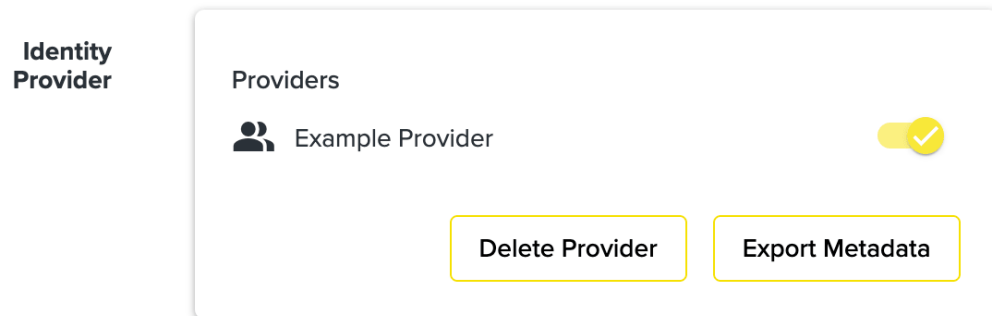 Identity
Provider
Providers
Example Provider
Delete Provider
Export Metadata